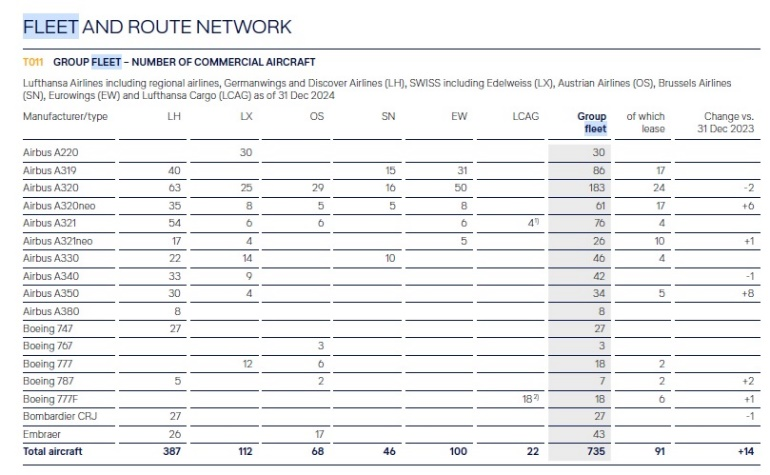 FLEET AND ROUTE NETWORK
T011 GROUP FLEET – NUMBER OF COMMERCIAL AIRCRAFT
Lufthansa Airlines including regional airlines, Germanwings and Discover Airlines (LH), SWISS including Edelweiss (LX), Austrian Airlines (OS), Brussels Airlines
(SN), Eurowings (EW) and Lufthansa Cargo (LCAG) as of 31 Dec 2024
Manufacturer/type LH LX OS SN EW LCAG Group of which Change vs.
fleet lease 31 Dec 2023
Airbus A220 30 30
Airbus A319 40 15 31 86 17
Airbus A320 63 25 29 16 50 183 24 -2
Airbus A320neo 35 8 5 5 8 61 17 +6
Airbus A321 54 6 6 6 4¹⁾ 76 4
Airbus A321neo 17 4 5 26 10 +1
Airbus A330 22 14 10 46 4
Airbus A340 33 9 42 -1
Airbus A350 30 4 34 5 +8
Airbus A380 8 8
Boeing 747 27 27
Boeing 767 3 3
Boeing 777 12 6 18 2
Boeing 787 5 2 7 2 +2
Boeing 777F 18²⁾ 18 6 +1
Bombardier CRJ 27 27 -1
Embraer 26 17 43
Total aircraft 387 112 68 46 100 22 735 91 +14